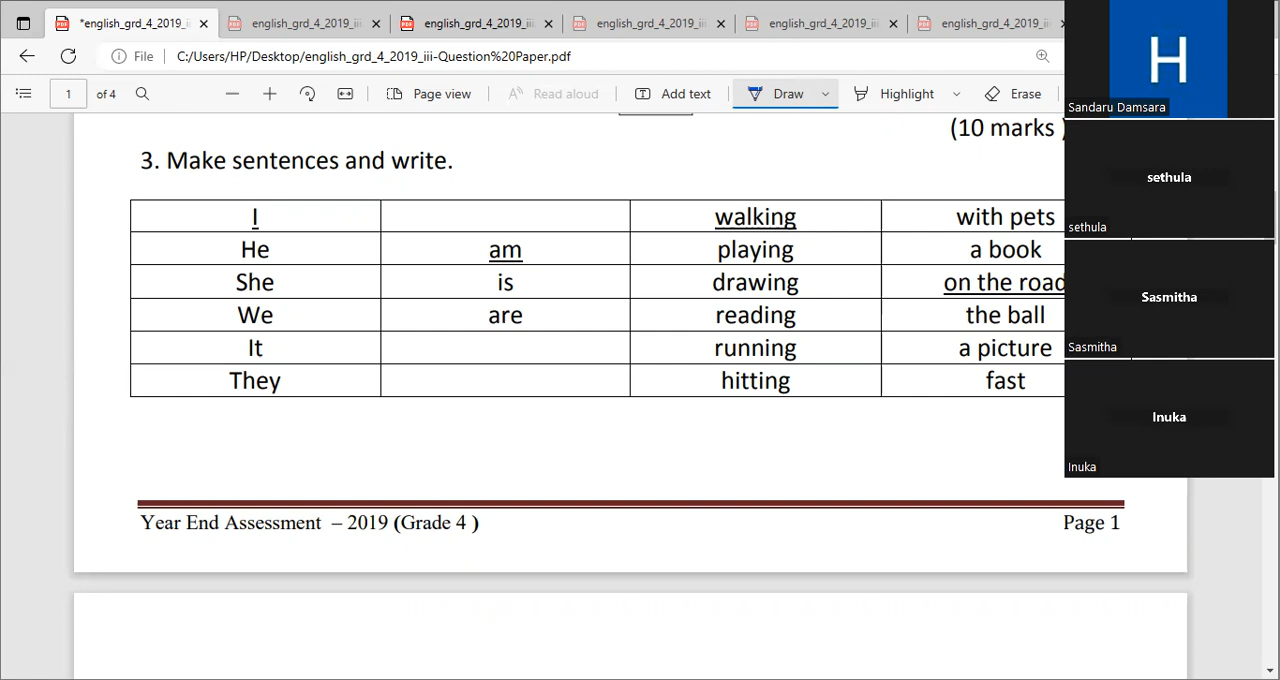 *english_grd_4_2019_i
english_grd_4_2019_iii
english_grd_4_2019_iii
english_grd_4_2019_iii
english_grd_4_2019_iii
english_grd_4_2019_iii
File C:/Users/HP/Desktop/english_grd_4_2019_iii-Question%20Paper.pdf
1 of 4 Page view Read aloud Add text Draw Highlight Erase
(10 marks )
3. Make sentences and write.
I walking with pets
He am playing a book
She is drawing on the road
We are reading the ball
It running a picture
They hitting fast
Year End Assessment – 2019 (Grade 4 ) Page 1
H
Sandaru Damsara
sethula
sethula
Sasmitha
Sasmitha
Inuka
Inuka